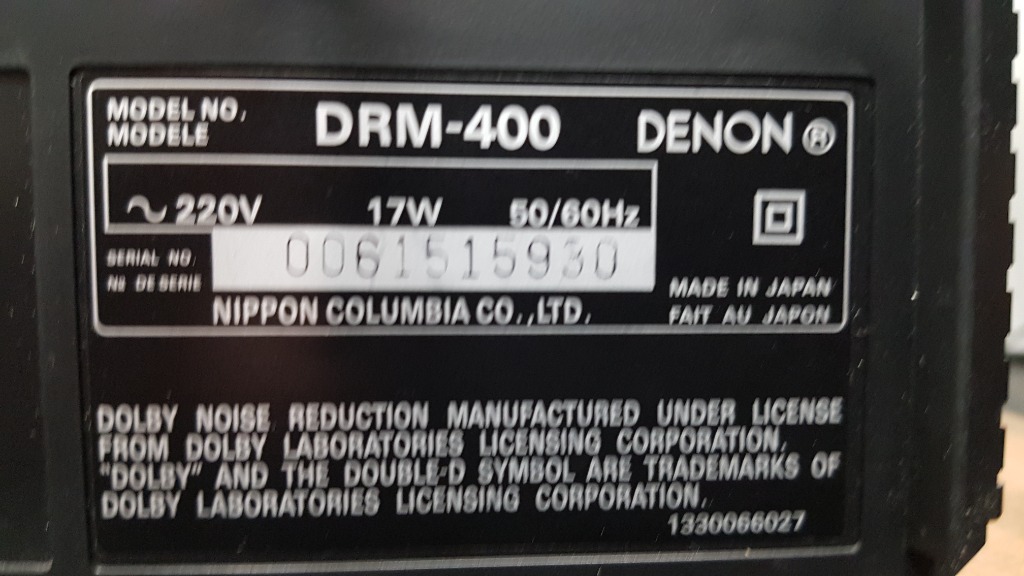 MODEL NO.
MODELE
DRM-400
DENON ®
~ 220V 17W 50/60Hz
SERIAL NO.
No DE SERIE
0061515930
NIPPON COLUMBIA CO.,LTD.
MADE IN JAPAN
FAIT AU JAPON
DOLBY NOISE REDUCTION MANUFACTURED UNDER LICENSE
FROM DOLBY LABORATORIES LICENSING CORPORATION.
"DOLBY" AND THE DOUBLE-D SYMBOL ARE TRADEMARKS OF
DOLBY LABORATORIES LICENSING CORPORATION.
1330066027